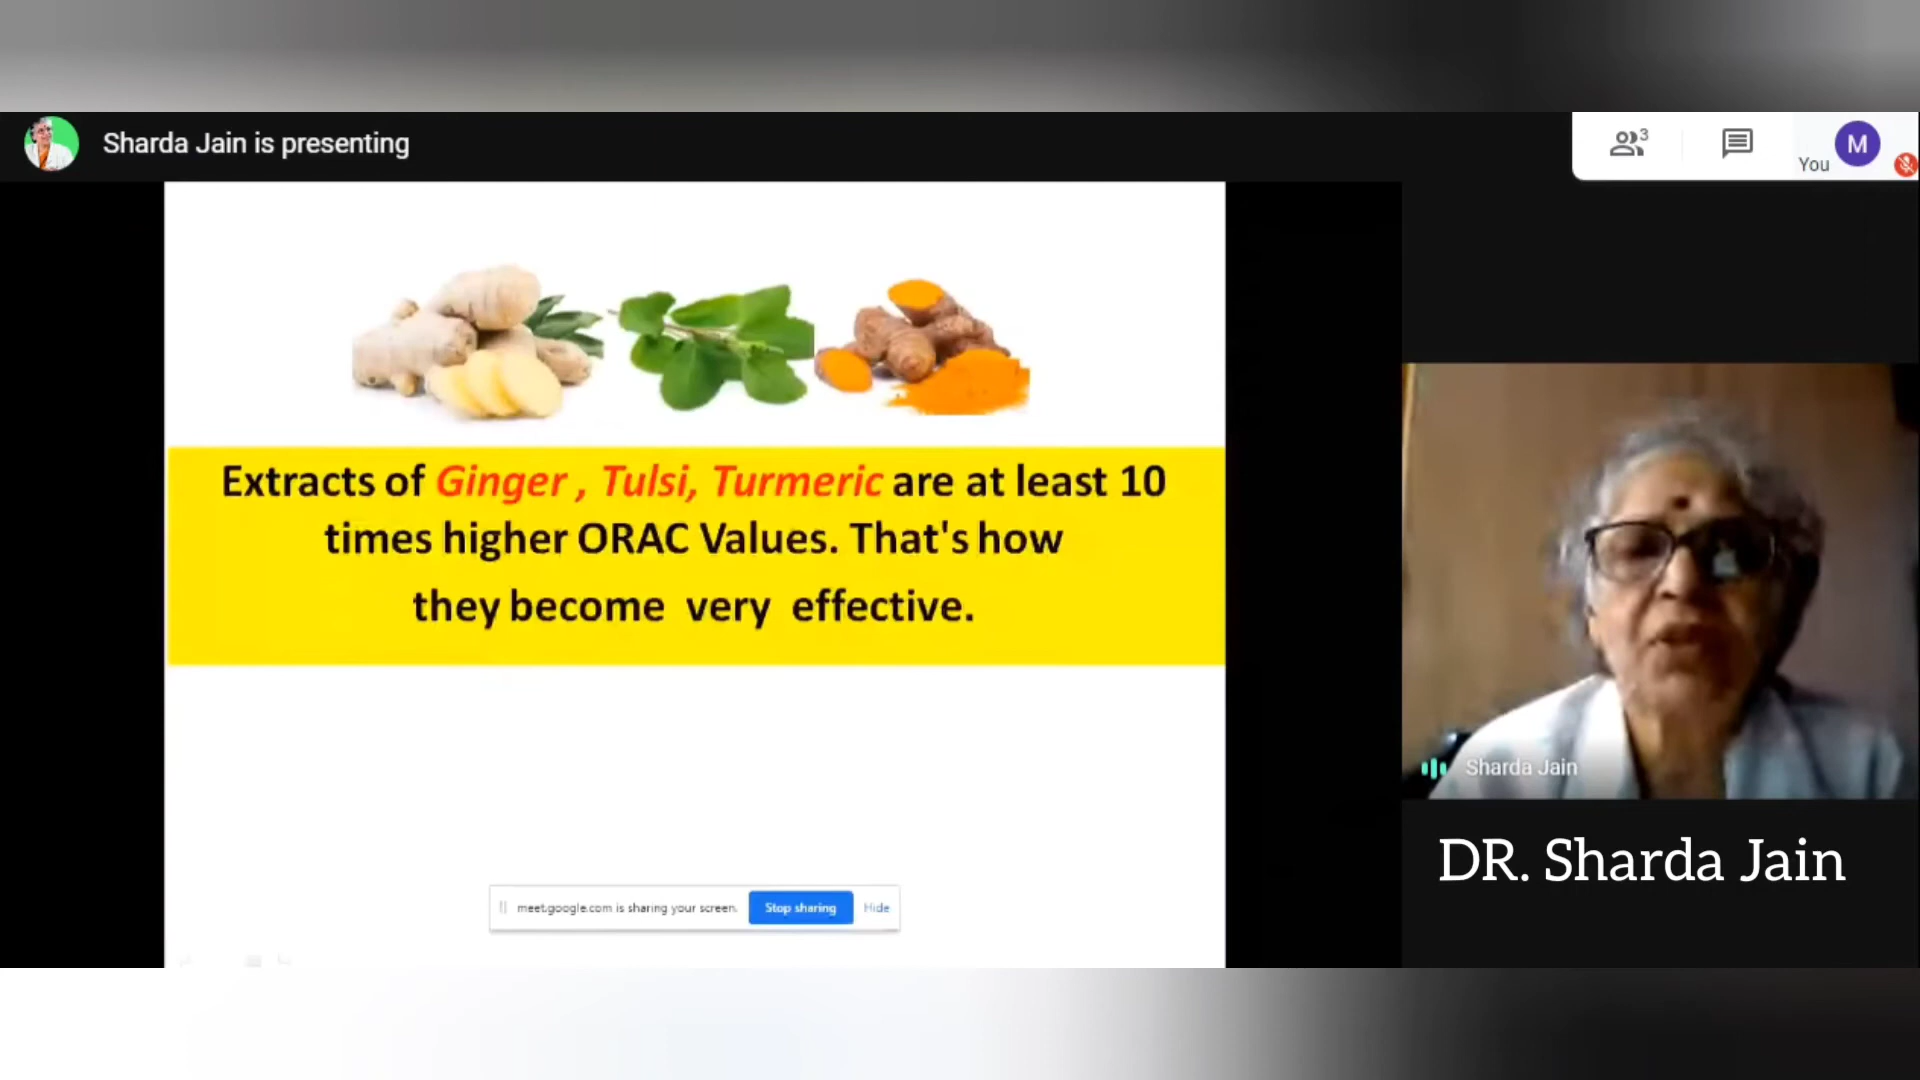 Sharda Jain is presenting
3
You
M
Extracts of Ginger , Tulsi, Turmeric are at least 10
times higher ORAC Values. That's how
they become very effective.
Sharda Jain
DR. Sharda Jain
meet.google.com is sharing your screen.
Stop sharing
Hide